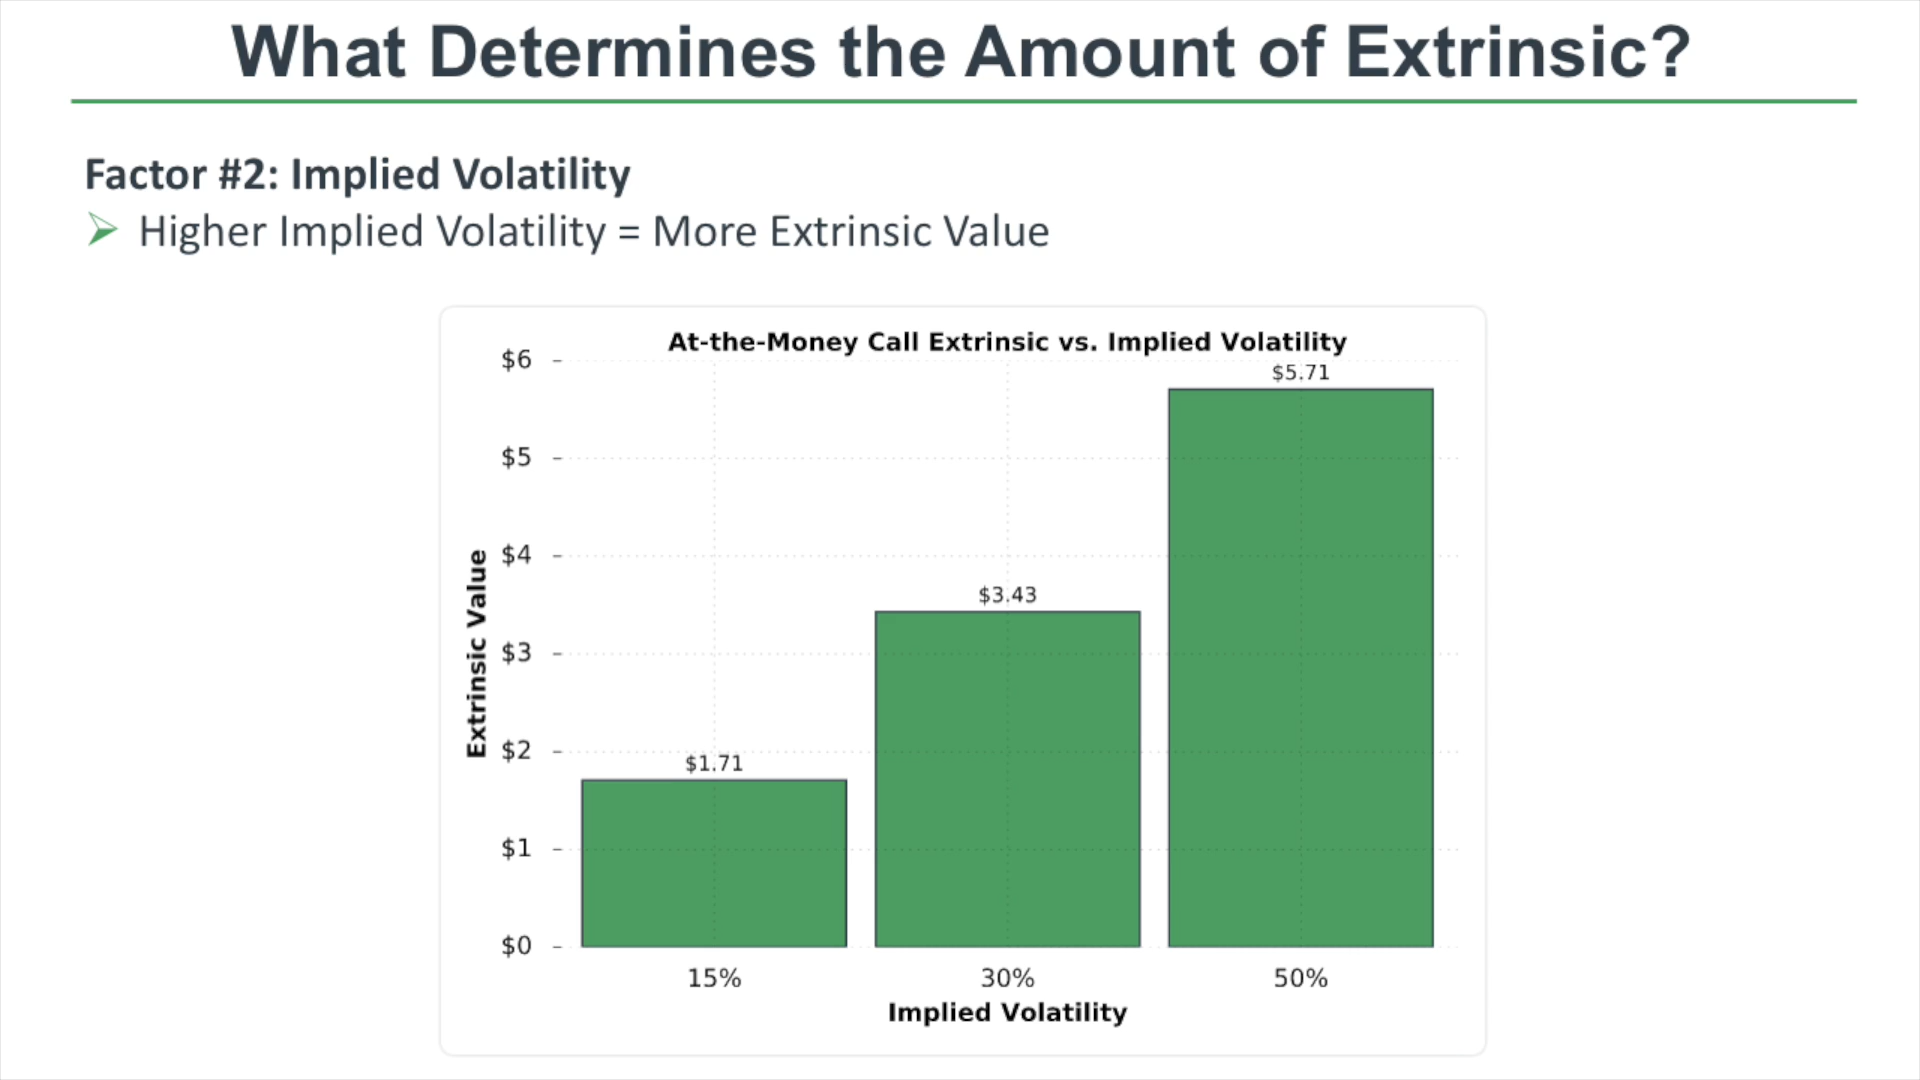 What Determines the Amount of Extrinsic?
Factor #2: Implied Volatility
Higher Implied Volatility = More Extrinsic Value
At-the-Money Call Extrinsic vs. Implied Volatility
$6
$5
$4
$3
$2
$1
$0
Extrinsic Value
$1.71
$3.43
$5.71
15%
30%
50%
Implied Volatility